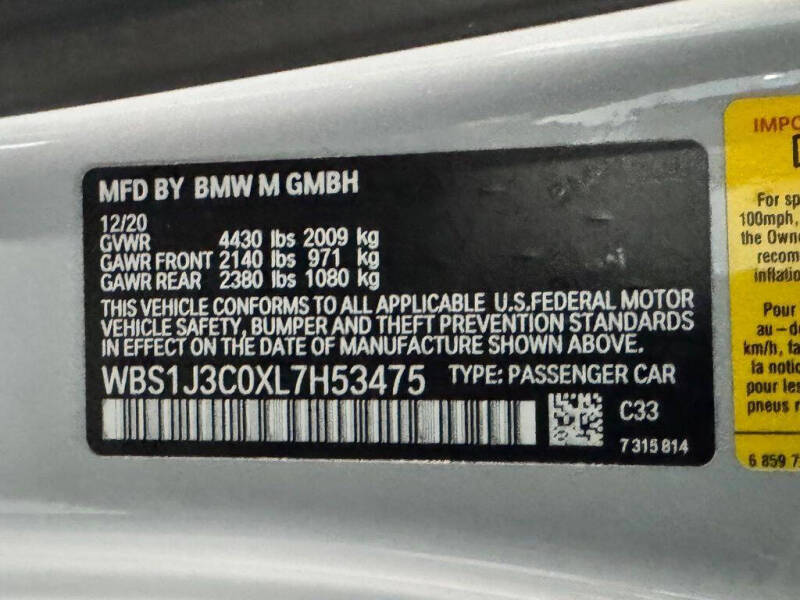 MFD BY BMW M GMBH
12/20
GVWR 4430 lbs 2009 kg
GAWR FRONT 2140 lbs 971 kg
GAWR REAR 2380 lbs 1080 kg
THIS VEHICLE CONFORMS TO ALL APPLICABLE U.S.FEDERAL MOTOR
VEHICLE SAFETY, BUMPER AND THEFT PREVENTION STANDARDS
IN EFFECT ON THE DATE OF MANUFACTURE SHOWN ABOVE.
WBS1J3C0XL7H53475 TYPE: PASSENGER CAR
C33
7315814
IMPO
For sp
100mph,
the Owne
recom
inflatio
Pour
au-de
km/h, fa
la notic
pour les
pneus r
6 859 7